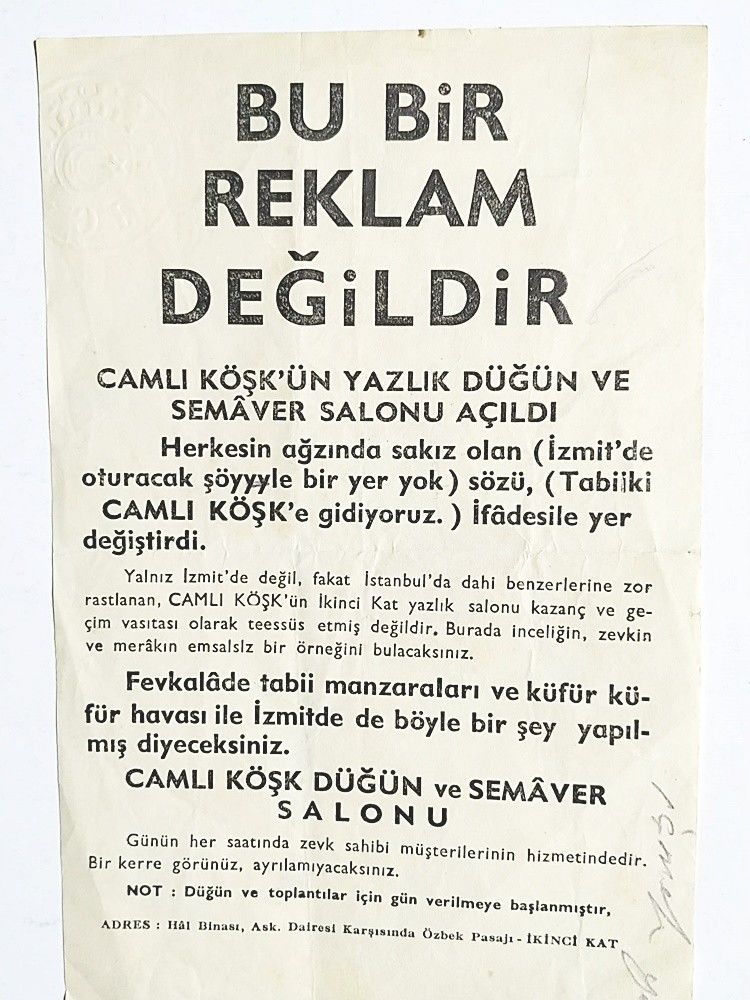 BU BiR
REKLAM
DEĞiLDiR
CAMLI KÖŞK'ÜN YAZLIK DÜĞÜN VE
SEMÂVER SALONU AÇILDI
Herkesin ağzında sakız olan (İzmit'de
oturacak şöyyyle bir yer yok) sözü, (Tabiiki
CAMLI KÖŞK'e gidiyoruz.) İfâdesile yer
değiştirdi.
Yalnız İzmit'de değil, fakat İstanbul'da dahi benzerlerine zor
rastlanan, CAMLI KÖŞK'ün İkinci Kat yazlık salonu kazanç ve ge-
çim vasıtası olarak teessüs etmiş değildir. Burada inceliğin, zevkin
ve merâkın emsalslz blr örneğini bulacaksınız.
Fevkalâde tabii manzaraları ve küfür kü-
für havası ile İzmitde de böyle bir şey yapıl-
mış diyeceksiniz.
CAMLI KÖŞK DÜĞÜN ve SEMÂVER
SALONU
Günün her saatında zevk sahibi müşterilerinin hizmetindedir.
Bir kerre görünüz, ayrılamıyacaksınız.
NOT : Düğün ve toplantılar için gün verilmeye başlanmıştır,
ADRES : Hâl Binası, Ask. Dairesi Karşısında Özbek Pasajı - İKİNCİ KAT